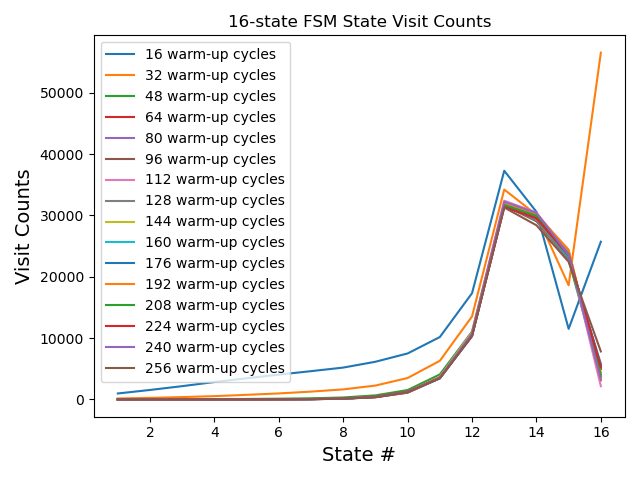 16-state FSM State Visit Counts
16 warm-up cycles
32 warm-up cycles
48 warm-up cycles
64 warm-up cycles
80 warm-up cycles
96 warm-up cycles
112 warm-up cycles
128 warm-up cycles
144 warm-up cycles
160 warm-up cycles
176 warm-up cycles
192 warm-up cycles
208 warm-up cycles
224 warm-up cycles
240 warm-up cycles
256 warm-up cycles
Visit Counts
50000
40000
30000
20000
10000
0
2 4 6 8 10 12 14 16
State #